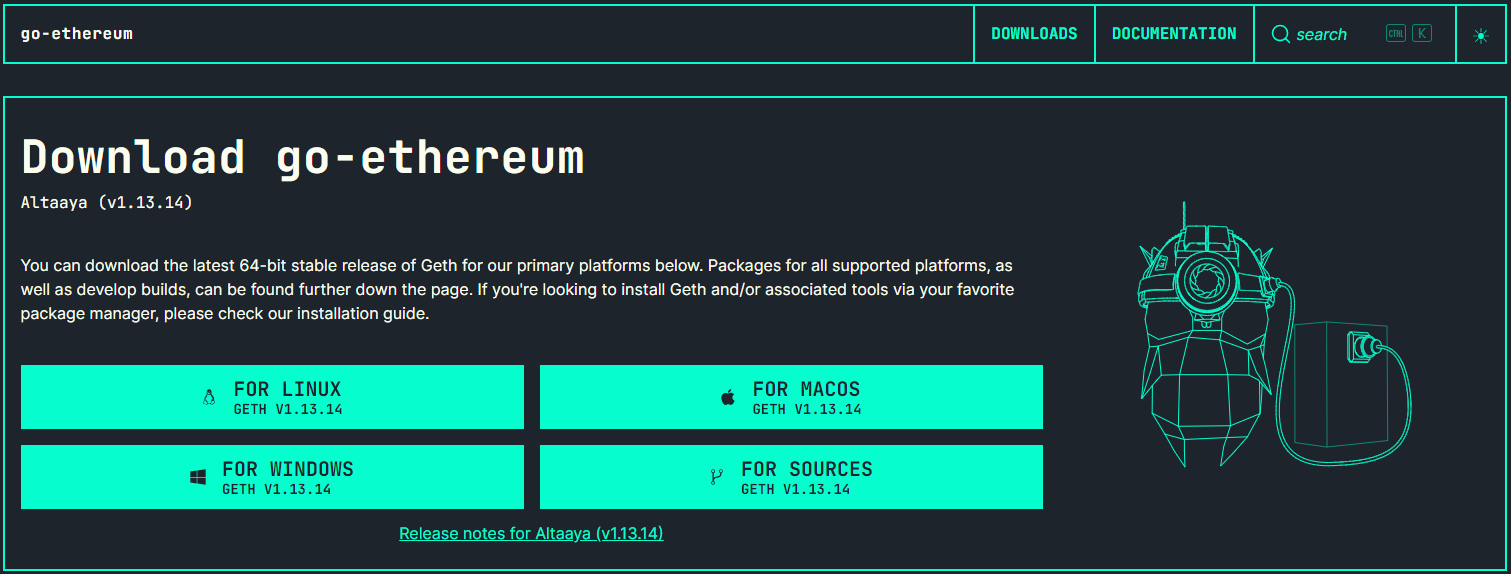 go-ethereum
DOWNLOADS
DOCUMENTATION
search
CTRL
K
Download go-ethereum
Altaaya (v1.13.14)
You can download the latest 64-bit stable release of Geth for our primary platforms below. Packages for all supported platforms, as
well as develop builds, can be found further down the page. If you're looking to install Geth and/or associated tools via your favorite
package manager, please check our installation guide.
FOR LINUX
GETH V1.13.14
FOR MACOS
GETH V1.13.14
FOR WINDOWS
GETH V1.13.14
FOR SOURCES
GETH V1.13.14
Release notes for Altaaya (v1.13.14)